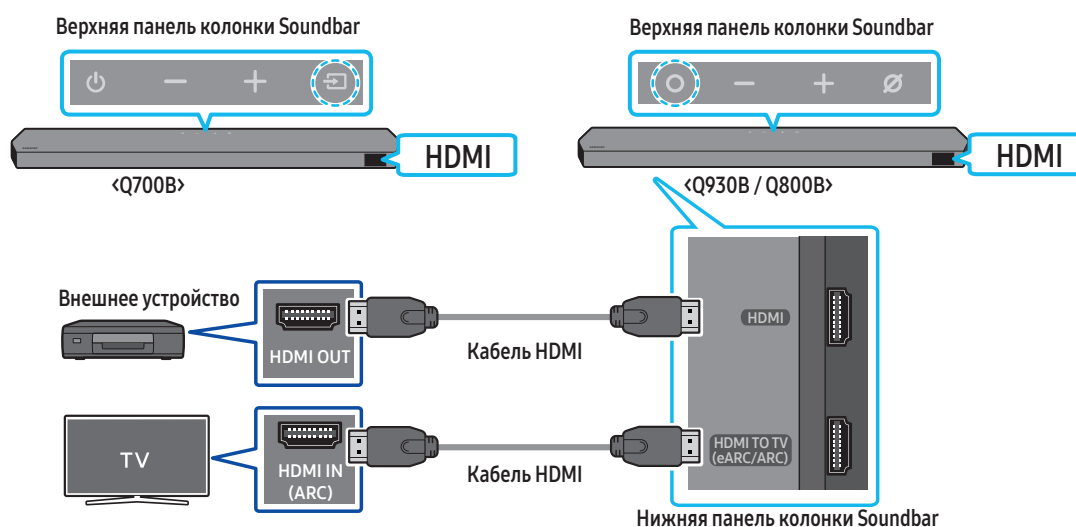 Верхняя панель колонки Soundbar
HDMI
<Q700B>
Верхняя панель колонки Soundbar
HDMI
<Q930B / Q800B>
Внешнее устройство
HDMI OUT
Кабель HDMI
HDMI
TV
HDMI IN
(ARC)
Кабель HDMI
HDMI TO TV
(eARC/ARC)
Нижняя панель колонки Soundbar